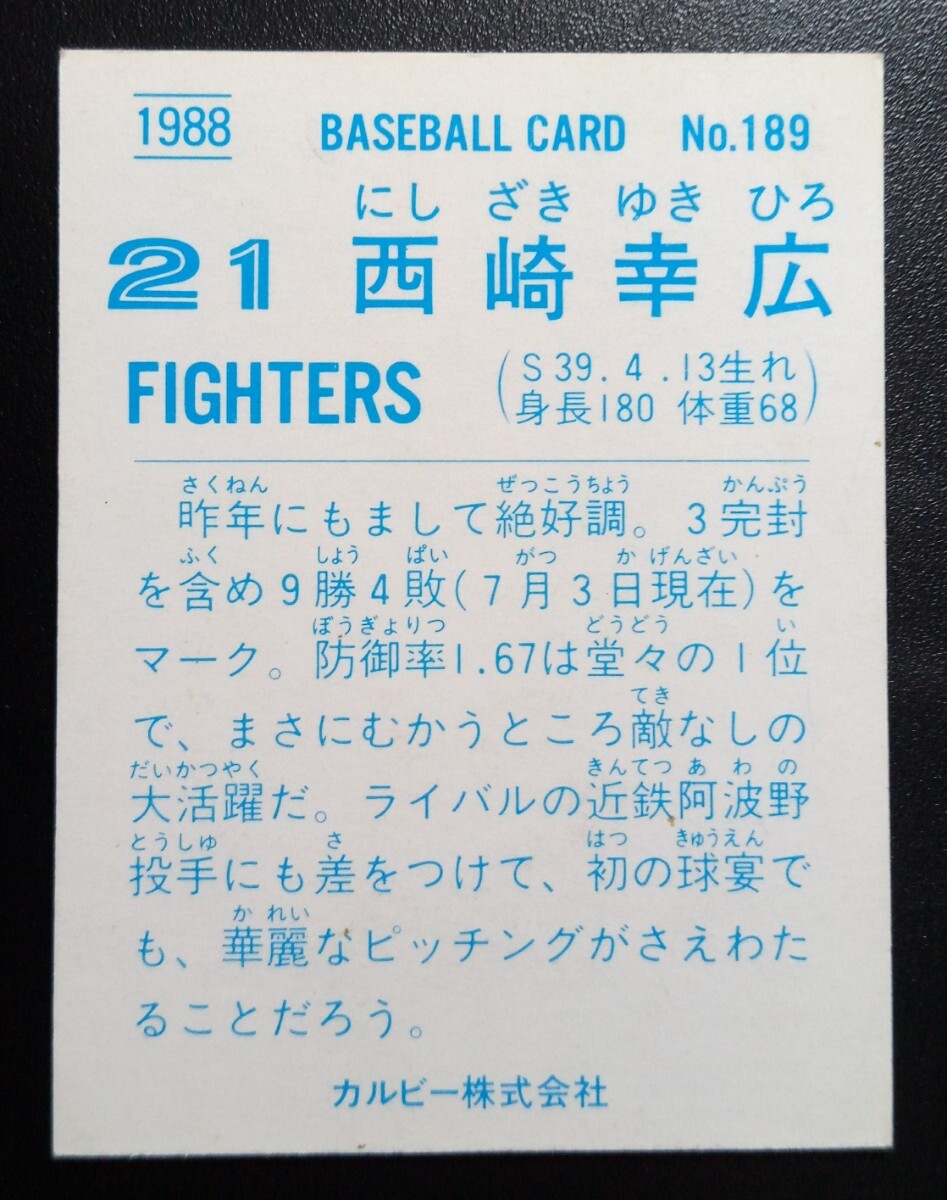 1988 BASEBALL CARD No.189
にし ざき ゆき ひろ
21 西崎幸広
FIGHTERS (S39.4.13生れ
身長180 体重68)
さくねん ぜっこうちょう かんぷう
昨年にもまして絶好調。3完封
ふく しょう ぱい がつ か げんざい
を含め9勝4敗(7月3日現在)を
ぼうぎょりつ どうどう い
マーク。防御率1.67は堂々の1位
てき
で、まさにむかうところ敵なしの
だいかつやく きんてつ あ わ の
大活躍だ。ライバルの近鉄阿波野
とうしゅ さ はつ きゅうえん
投手にも差をつけて、初の球宴で
か れい
も、華麗なピッチングがさえわた
ることだろう。
カルビー株式会社